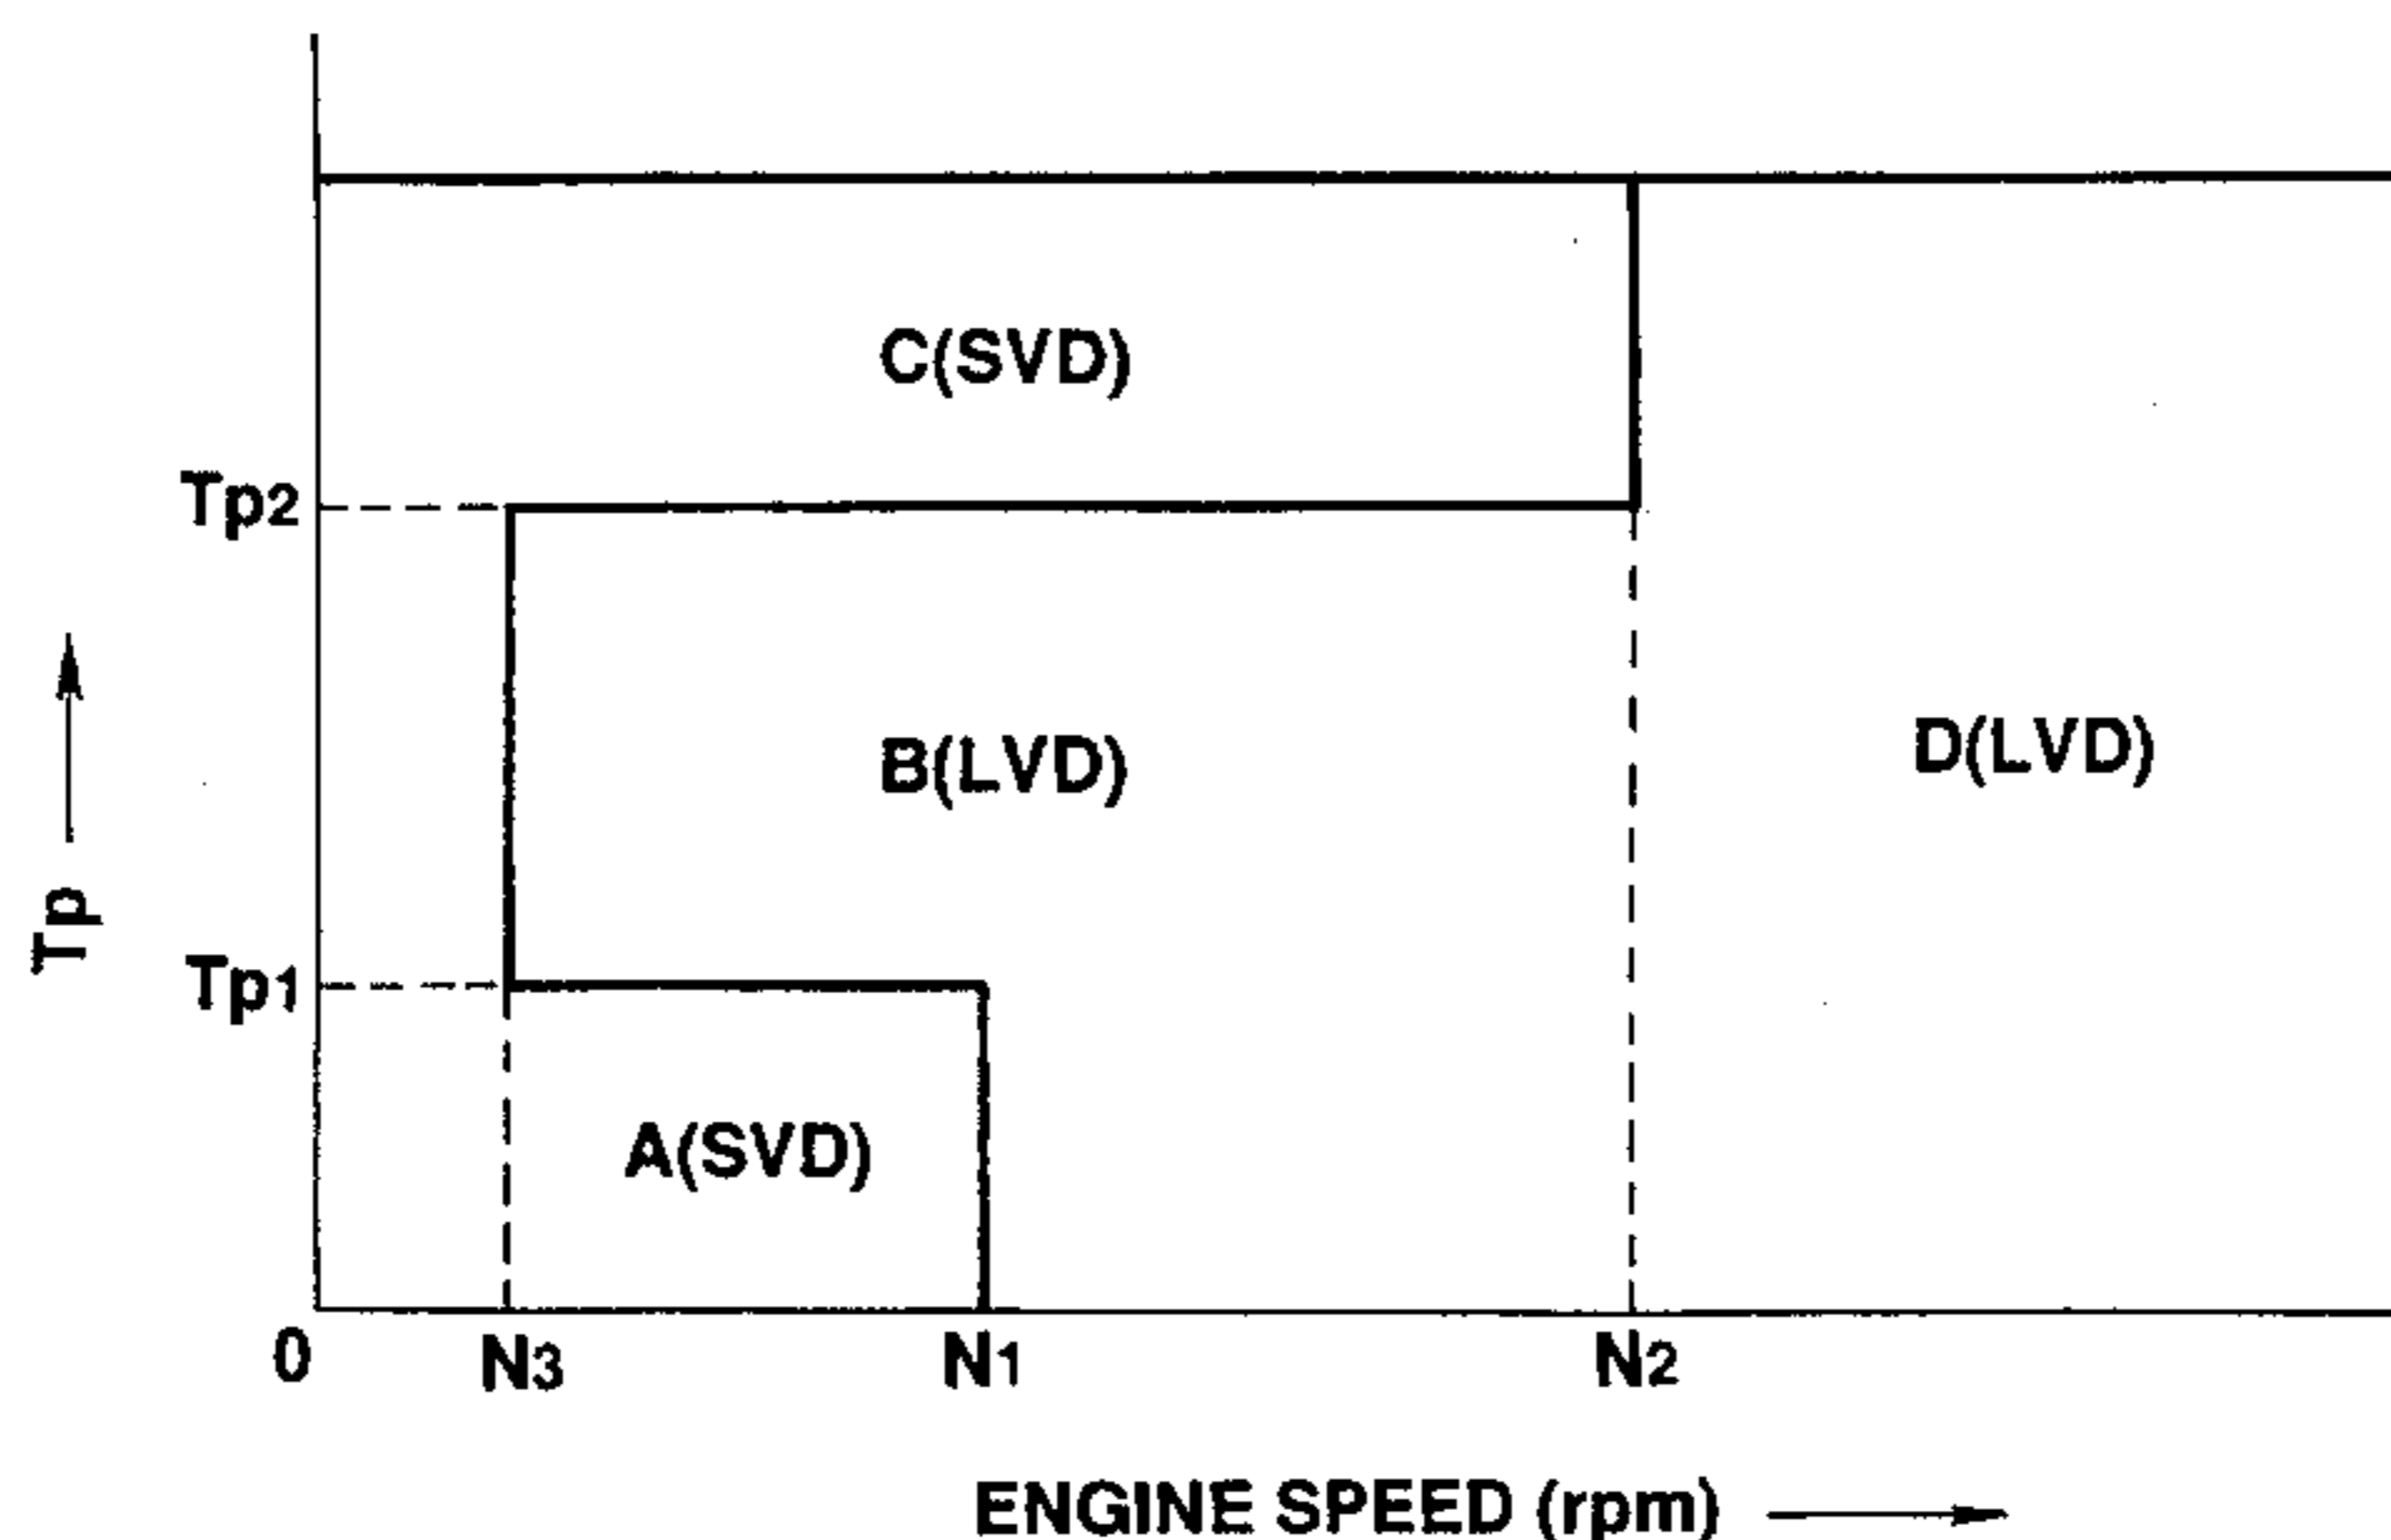 C(SVD)
Tp2
B(LVD)
D(LVD)
Tp
Tp1
A(SVD)
0
N3
N1
N2
ENGINE SPEED (rpm)